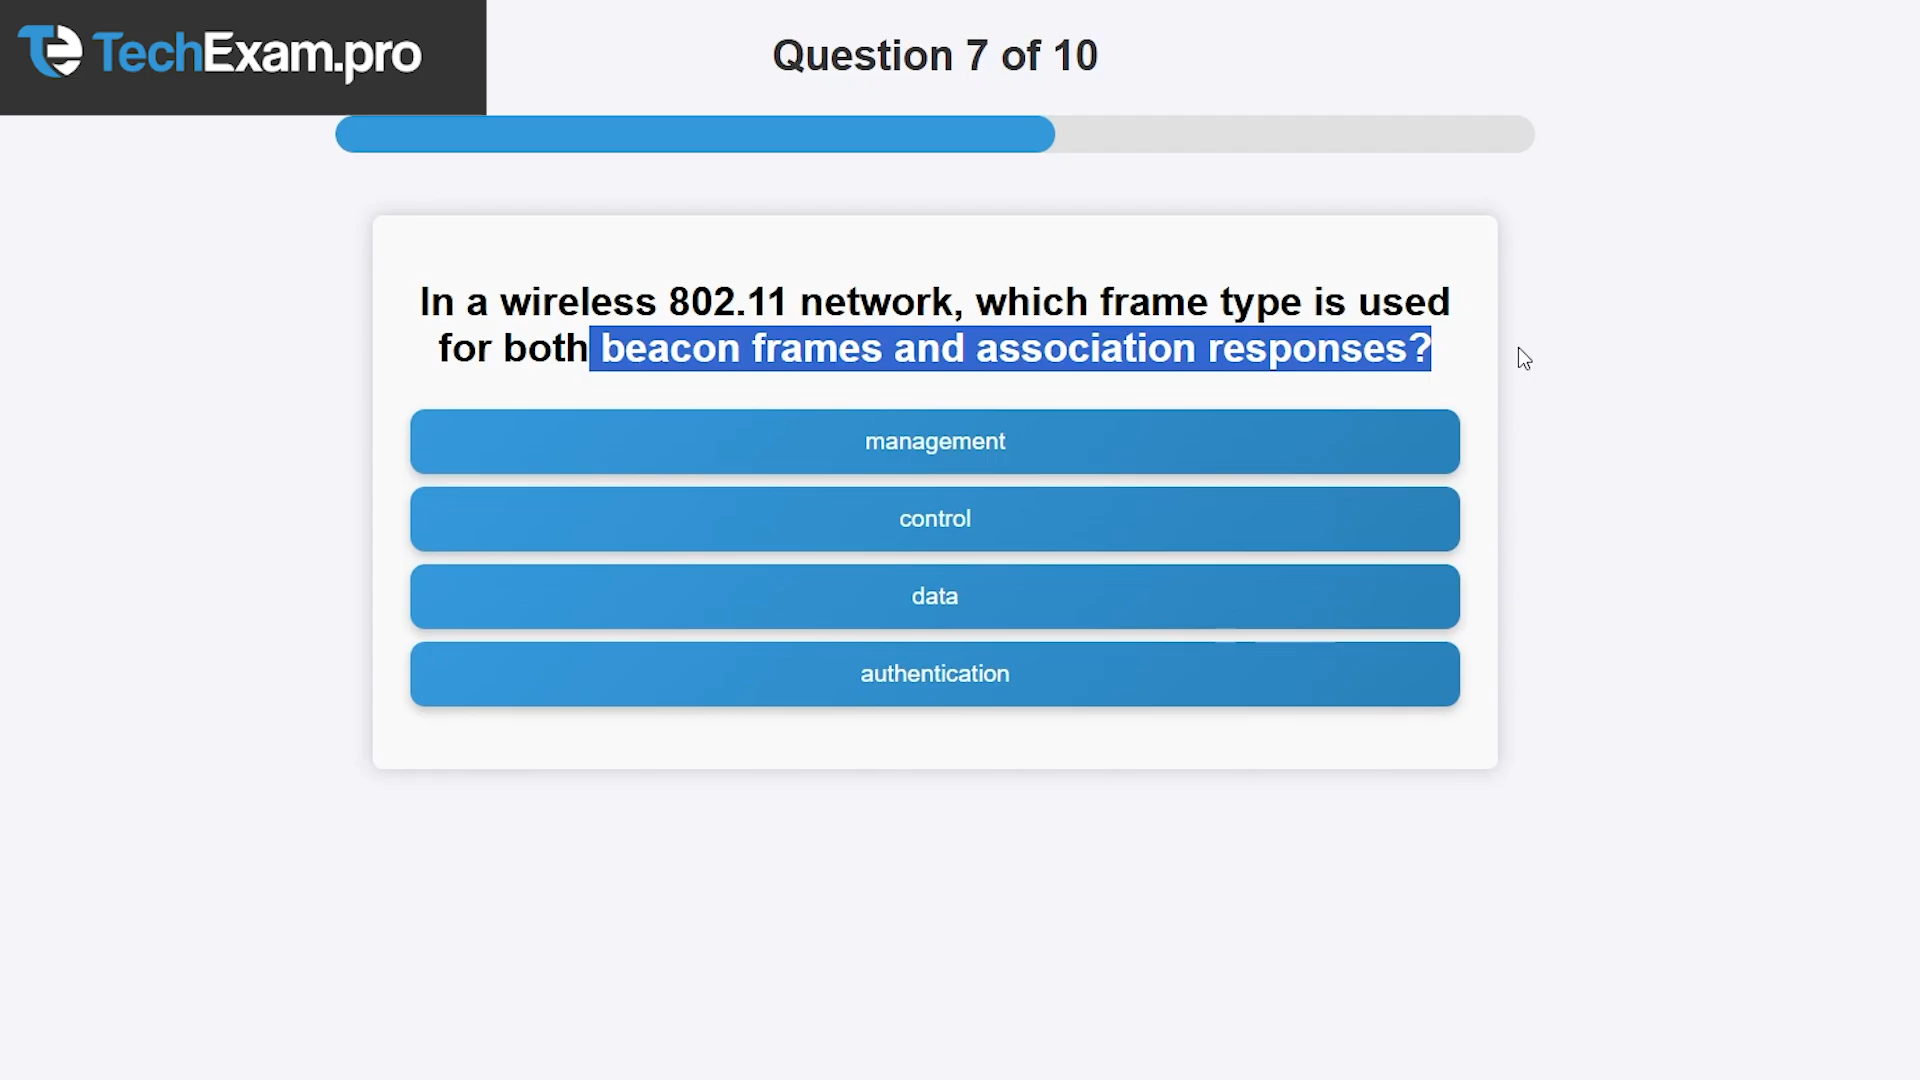 TechExam.pro
Question 7 of 10
In a wireless 802.11 network, which frame type is used
for both beacon frames and association responses?
management
control
data
authentication